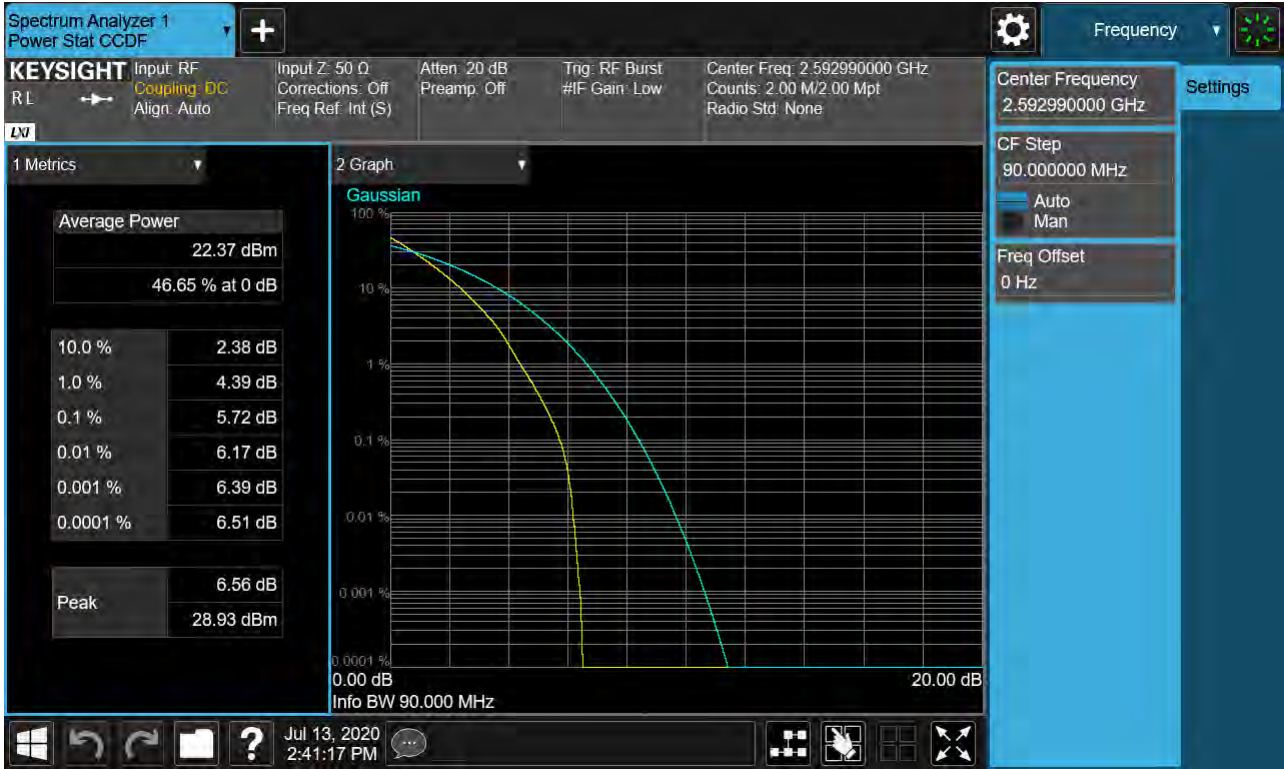 Spectrum Analyzer 1
Power Stat CCDF
+
Frequency
KEYSIGHT
R L
LXI
Input: RF
Coupling: DC
Align: Auto
Input Z: 50 Ω
Corrections: Off
Freq Ref: Int (S)
Atten: 20 dB
Preamp: Off
Trig: RF Burst
#IF Gain: Low
Center Freq: 2.592990000 GHz
Counts: 2.00 M/2.00 Mpt
Radio Std: None
1 Metrics
Average Power
22.37 dBm
46.65 % at 0 dB
10.0 % 2.38 dB
1.0 % 4.39 dB
0.1 % 5.72 dB
0.01 % 6.17 dB
0.001 % 6.39 dB
0.0001 % 6.51 dB
Peak
6.56 dB
28.93 dBm
2 Graph
Gaussian
100 %
10 %
1 %
0.1 %
0.01 %
0.001 %
0.0001 %
0.00 dB 20.00 dB
Info BW 90.000 MHz
Center Frequency
2.592990000 GHz
CF Step
90.000000 MHz
Auto
Man
Freq Offset
0 Hz
Settings
?
Jul 13, 2020
2:41:17 PM